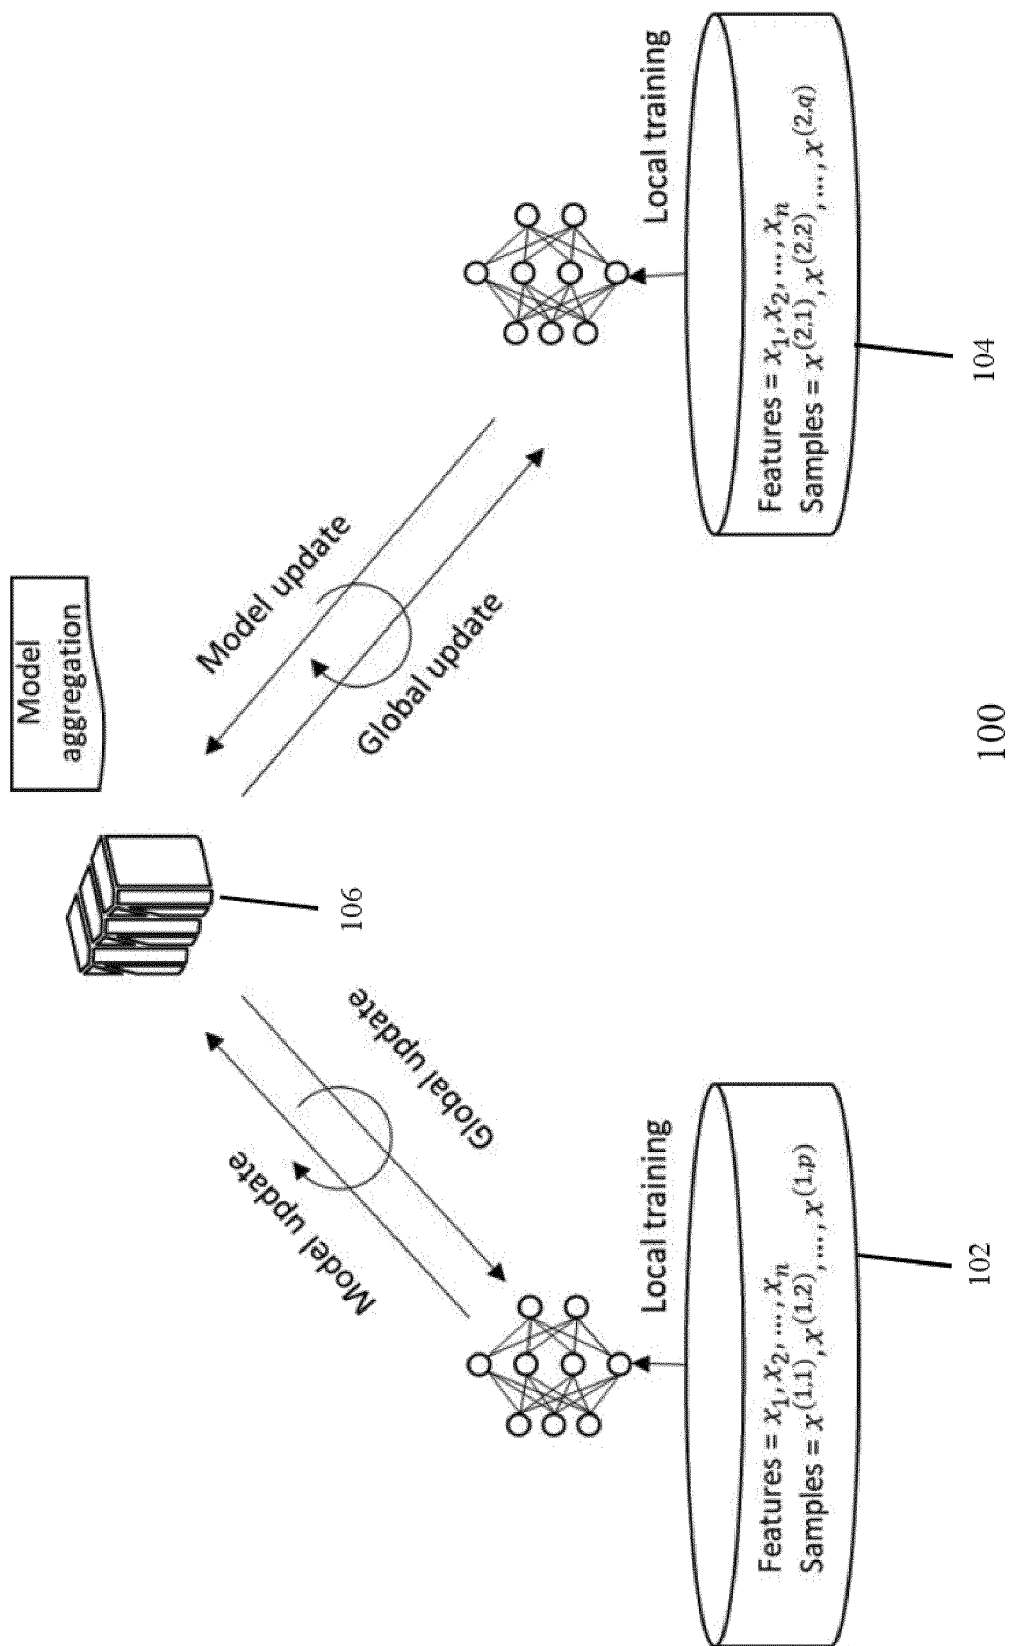 Model
aggregation
106
Model update
Global update
Model update
Global update
Local training
Local training
Features = x₁, x₂, ..., xₙ
Samples = x⁽¹,¹⁾, x⁽¹,²⁾, ..., x⁽¹,ᵖ⁾
Features = x₁, x₂, ..., xₙ
Samples = x^(2,1), x^(2,2), ..., x^(2,q)
102
104
100